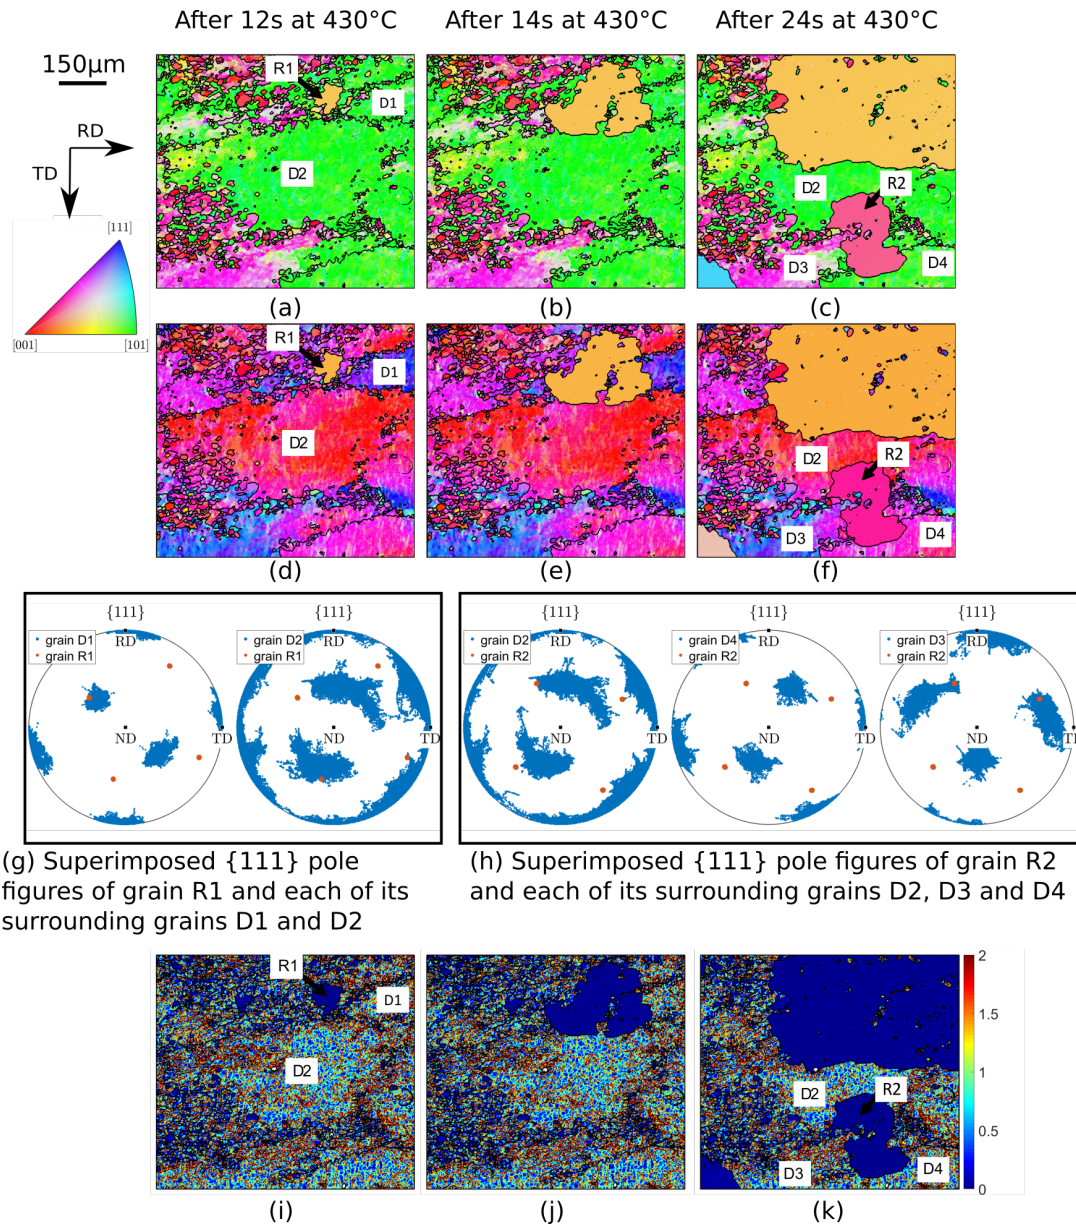 After 12s at 430°C After 14s at 430°C After 24s at 430°C
150µm
RD
TD
[111]
[001] [101]
R1
D1
D2
D2
R2
D3
D4
(a) (b) (c)
R1
D1
D2
D2
R2
D3
D4
(d) (e) (f)
{111} {111} {111} {111} {111}
grain D1
grain R1
RD
ND
TD
grain D2
grain R1
RD
ND
TD
grain D2
grain R2
RD
ND
TD
grain D4
grain R2
RD
ND
TD
grain D3
grain R2
RD
ND
(g) Superimposed {111} pole
figures of grain R1 and each of its
surrounding grains D1 and D2
(h) Superimposed {111} pole figures of grain R2
and each of its surrounding grains D2, D3 and D4
R1
D1
D2
D2
R2
D3
D4
2
1.5
1
0.5
0
(i) (j) (k)